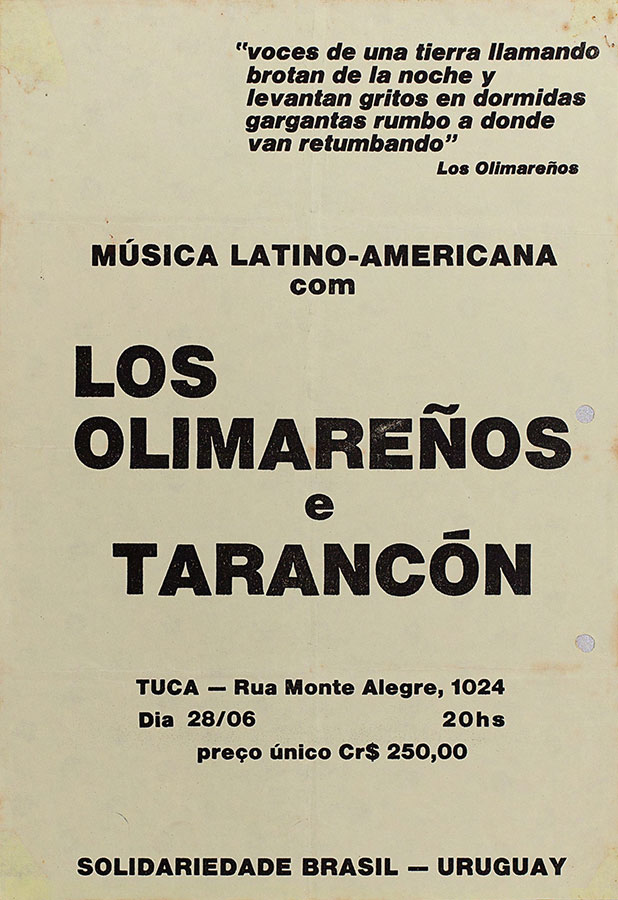 "voces de una tierra llamando
brotan de la noche y
levantan gritos en dormidas
gargantas rumbo a donde
van retumbando"
Los Olimareños
MÚSICA LATINO-AMERICANA
com
LOS
OLIMAREÑOS
e
TARANCÓN
TUCA — Rua Monte Alegre, 1024
Dia 28/06 20hs
preço único Cr$ 250,00
SOLIDARIEDADE BRASIL — URUGUAY